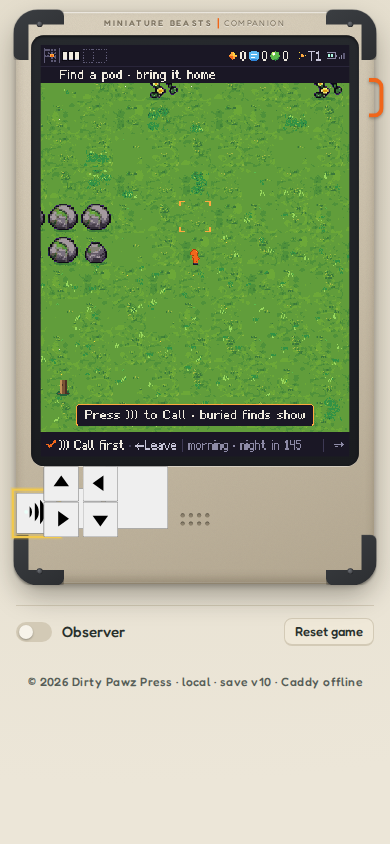 MINIATURE BEASTS | COMPANION
0 0 0 T1
Find a pod · bring it home
Press ))) to Call · buried finds show
))) Call first · ←Leave | morning · night in 145 →
Observer
Reset game
© 2026 Dirty Pawz Press · local · save v10 · Caddy offline